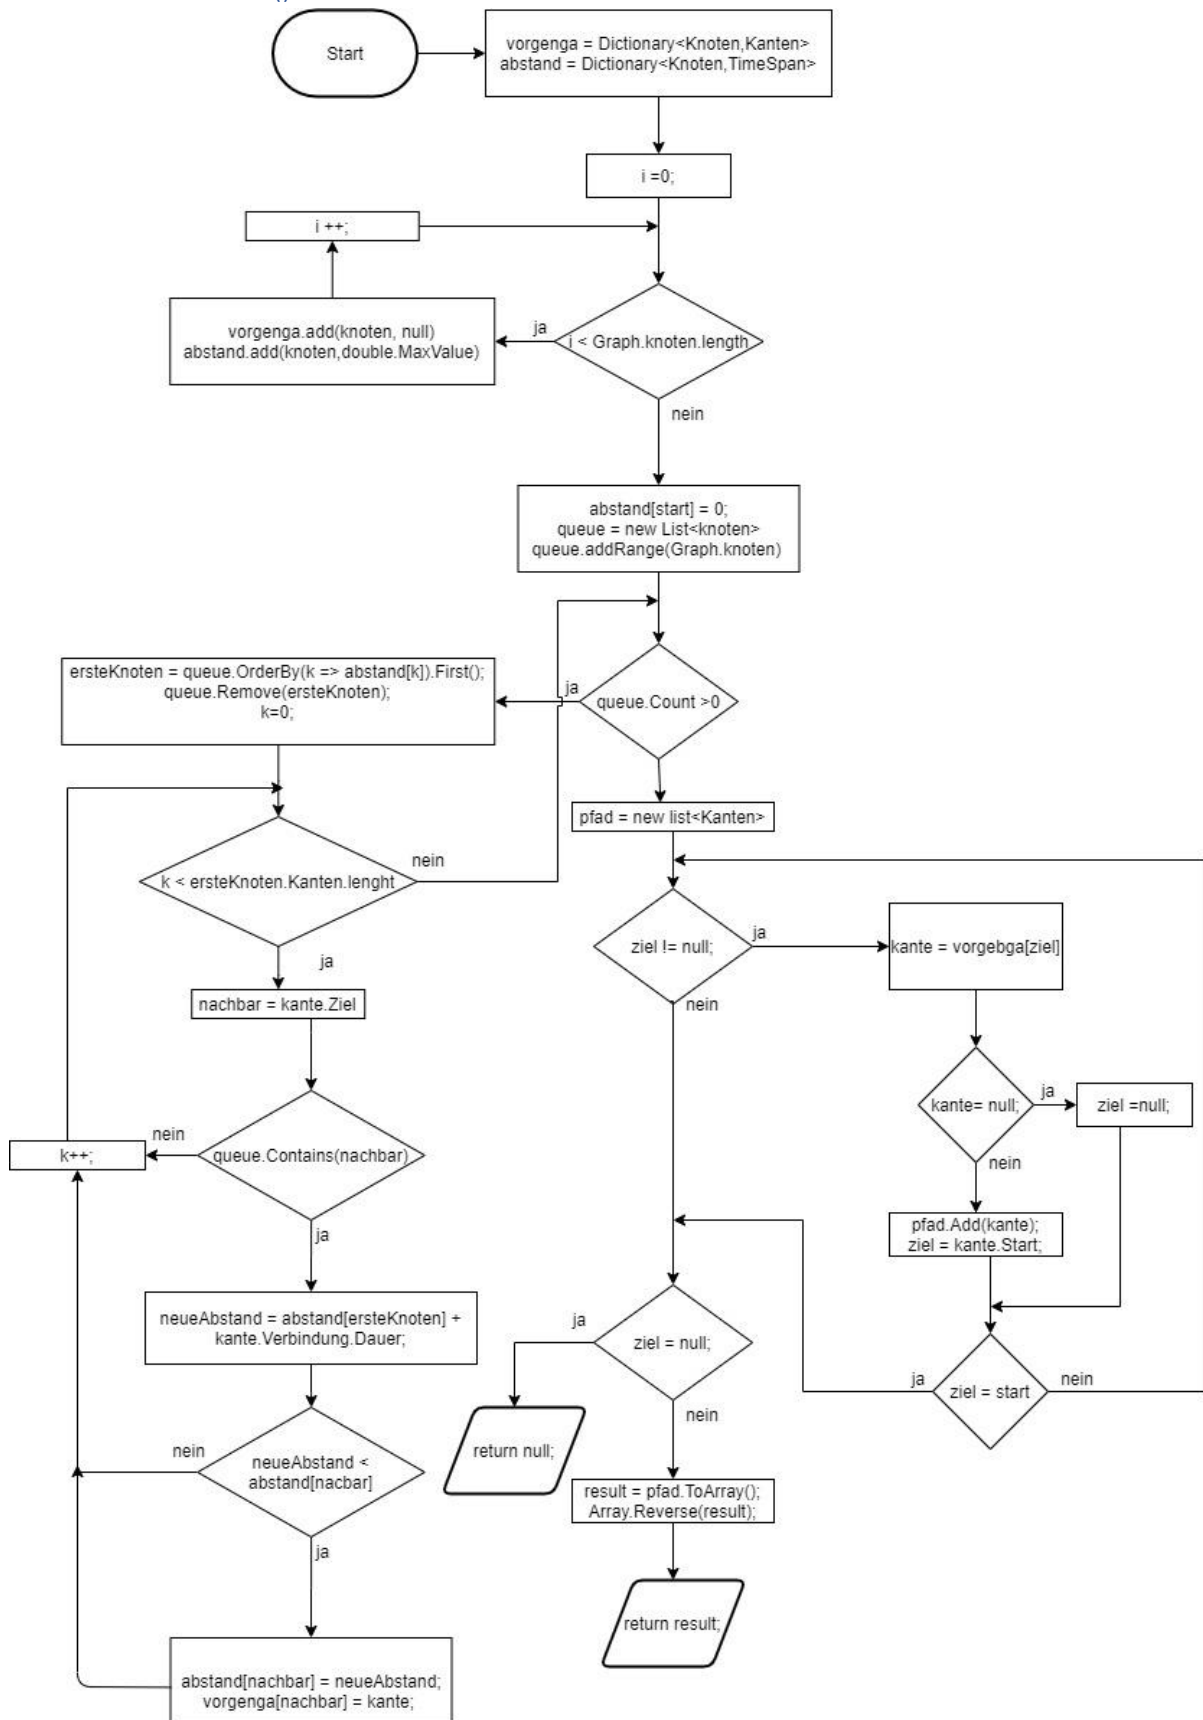 Start
vorgenga = Dictionary<Knoten,Kanten>
abstand = Dictionary<Knoten,TimeSpan>
i =0;
i ++;
vorgenga.add(knoten, null)
abstand.add(knoten,double.MaxValue)
ja
i < Graph.knoten.length
nein
abstand[start] = 0;
queue = new List<knoten>
queue.addRange(Graph.knoten)
ersteKnoten = queue.OrderBy(k => abstand[k]).First();
queue.Remove(ersteKnoten);
k=0;
ja
queue.Count >0
pfad = new list<Kanten>
k < ersteKnoten.Kanten.lenght
nein
ja
nachbar = kante.Ziel
queue.Contains(nachbar)
nein
k++;
ja
neueAbstand = abstand[ersteKnoten] +
kante.Verbindung.Dauer;
neueAbstand <
abstand[nacbar]
nein
ja
abstand[nachbar] = neueAbstand;
vorgenga[nachbar] = kante;
ziel != null;
ja
nein
kante = vorgebga[ziel]
kante= null;
ja
ziel =null;
nein
pfad.Add(kante);
ziel = kante.Start;
ziel = start
ja
nein
ziel = null;
ja
return null;
nein
result = pfad.ToArray();
Array.Reverse(result);
return result;